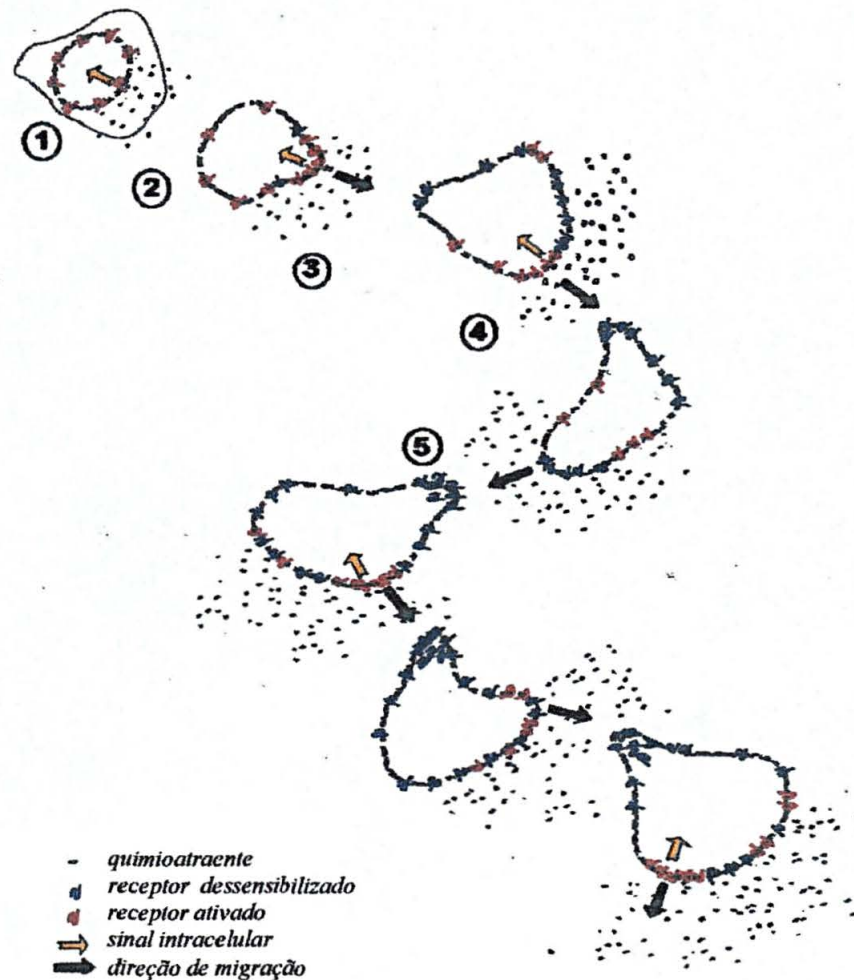 1
2
3
4
5
quimioatraente
receptor dessensibilizado
receptor ativado
sinal intracelular
direção de migração